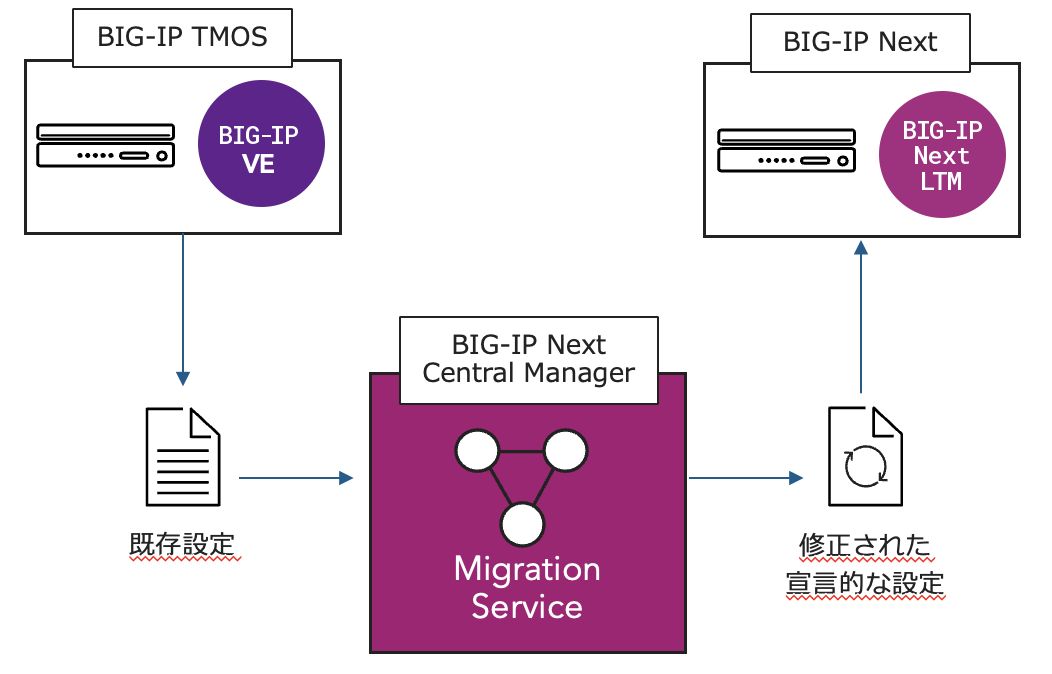 BIG-IP TMOS
BIG-IP
VE
BIG-IP Next
BIG-IP
Next
LTM
BIG-IP Next
Central Manager
Migration
Service
既存設定
修正された
宣言的な設定